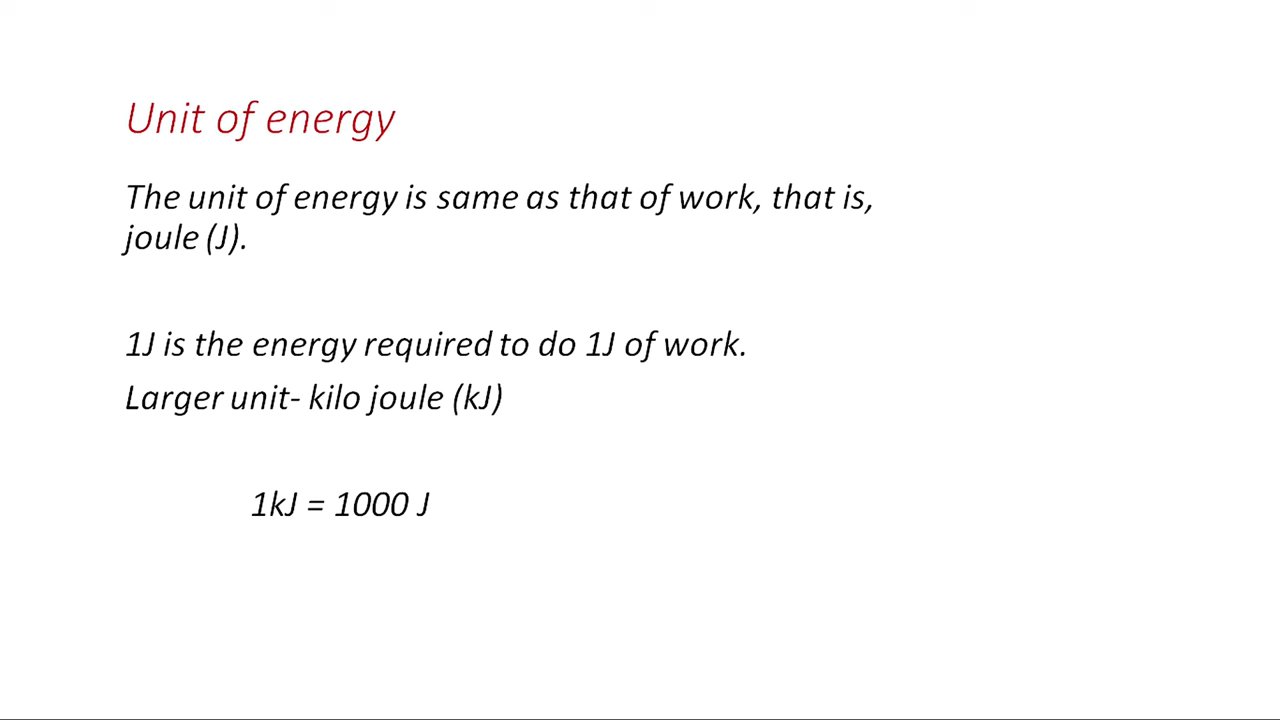 Unit of energy
The unit of energy is same as that of work, that is,
joule (J).
1J is the energy required to do 1J of work.
Larger unit- kilo joule (kJ)
1kJ = 1000 J